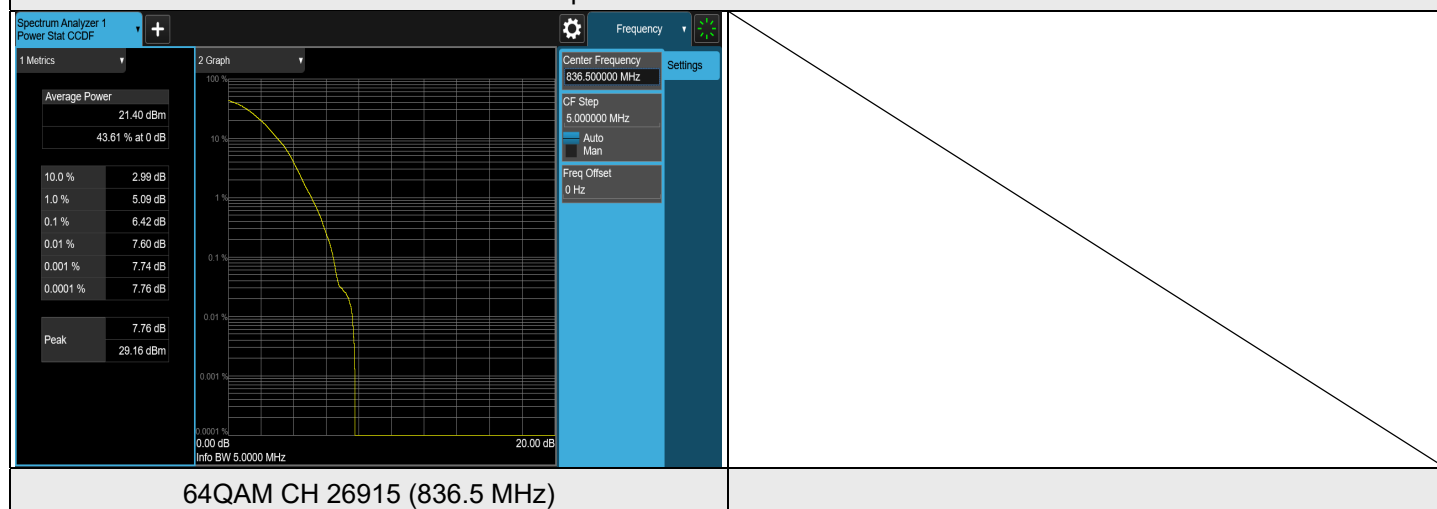 Spectrum Analyzer 1
Power Stat CCDF
+
Frequency
1 Metrics
2 Graph
Center Frequency
836.500000 MHz
Settings
CF Step
5.000000 MHz
Auto
Man
Freq Offset
0 Hz
Average Power
21.40 dBm
43.61 % at 0 dB
10.0 % 2.99 dB
1.0 % 5.09 dB
0.1 % 6.42 dB
0.01 % 7.60 dB
0.001 % 7.74 dB
0.0001 % 7.76 dB
Peak 7.76 dB
29.16 dBm
100 %
10 %
1 %
0.1 %
0.01 %
0.001 %
0.0001 %
0.00 dB 20.00 dB
Info BW 5.0000 MHz
64QAM CH 26915 (836.5 MHz)